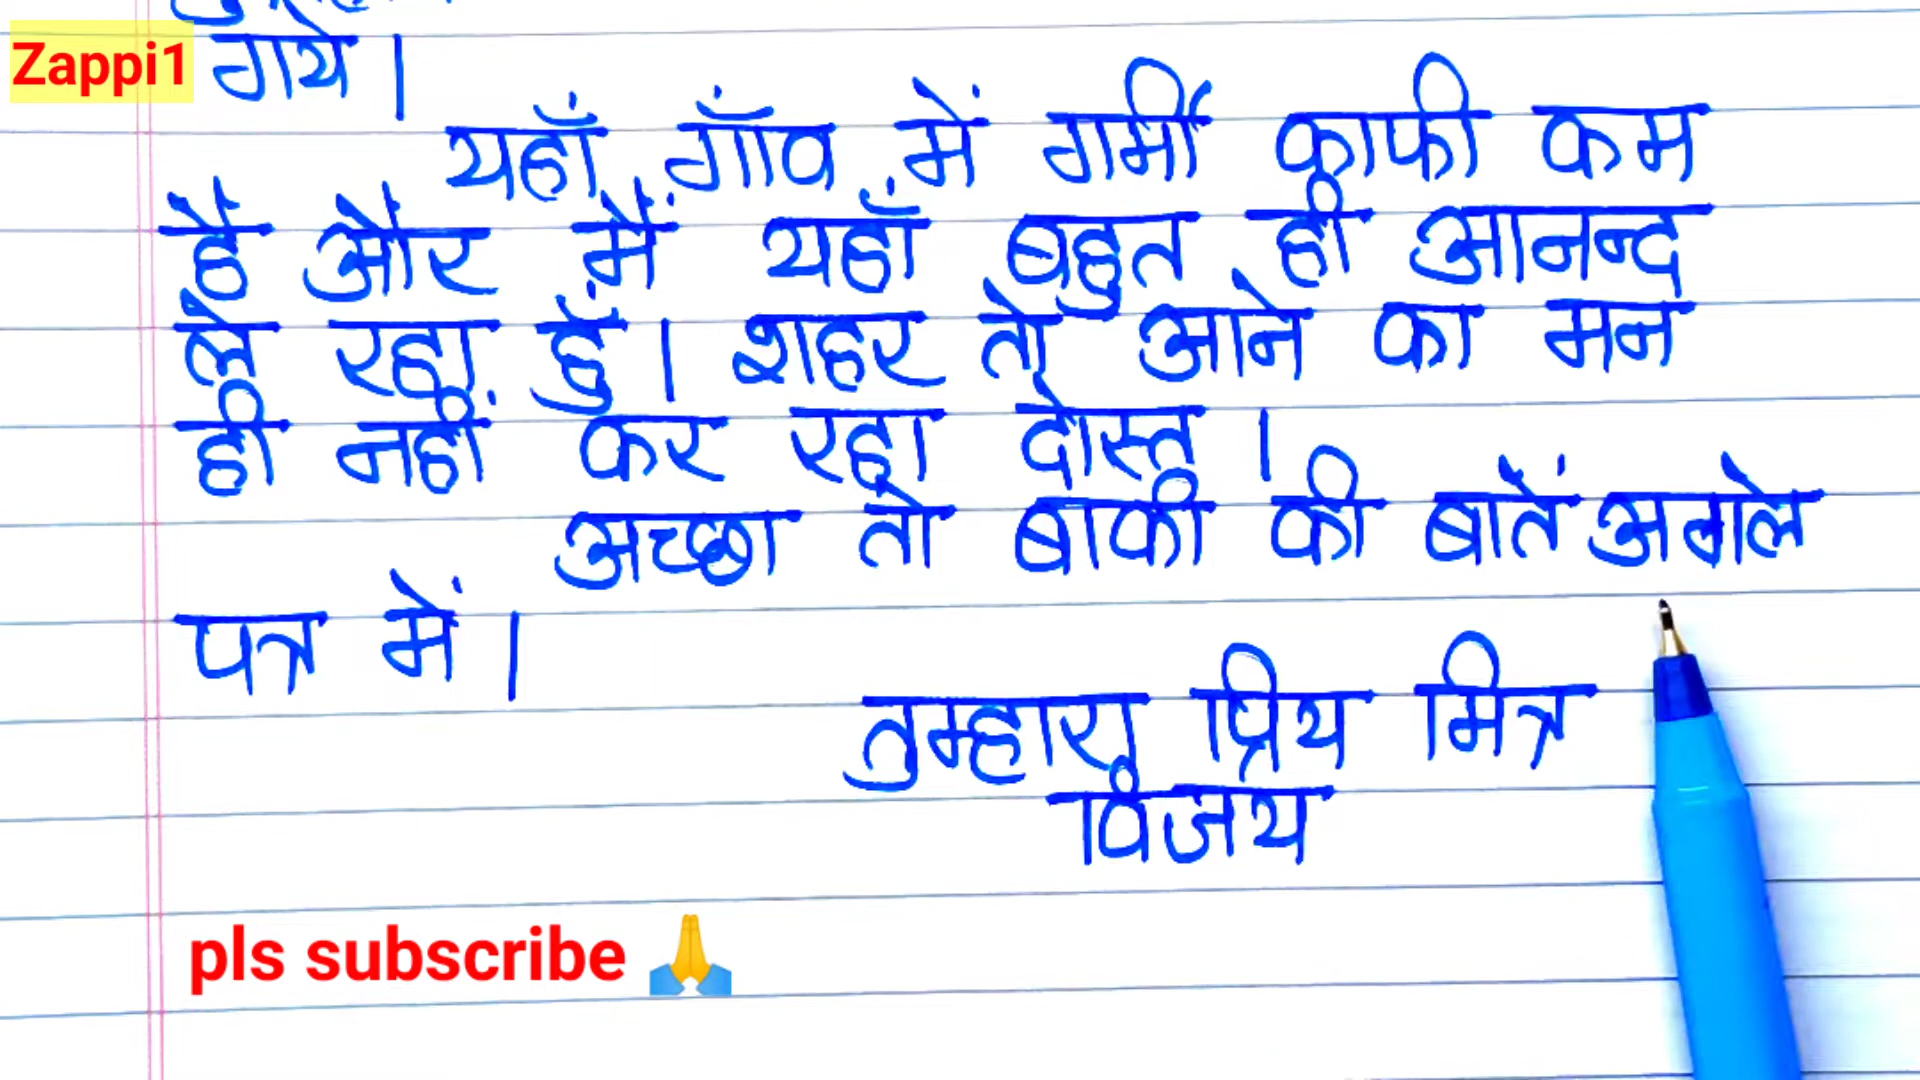 Zappi1
गये।
यहाँ गाँव में गर्मी काफी कम
है और मैं यहाँ बहुत ही आनन्द
ले रहा हूँ। शहर तो आने का मन
ही नहीं कर रहा दोस्त।
अच्छा तो बाकी की बातें अगले
पत्र में।
तुम्हारा प्रिय मित्र
विजय
pls subscribe 🙏